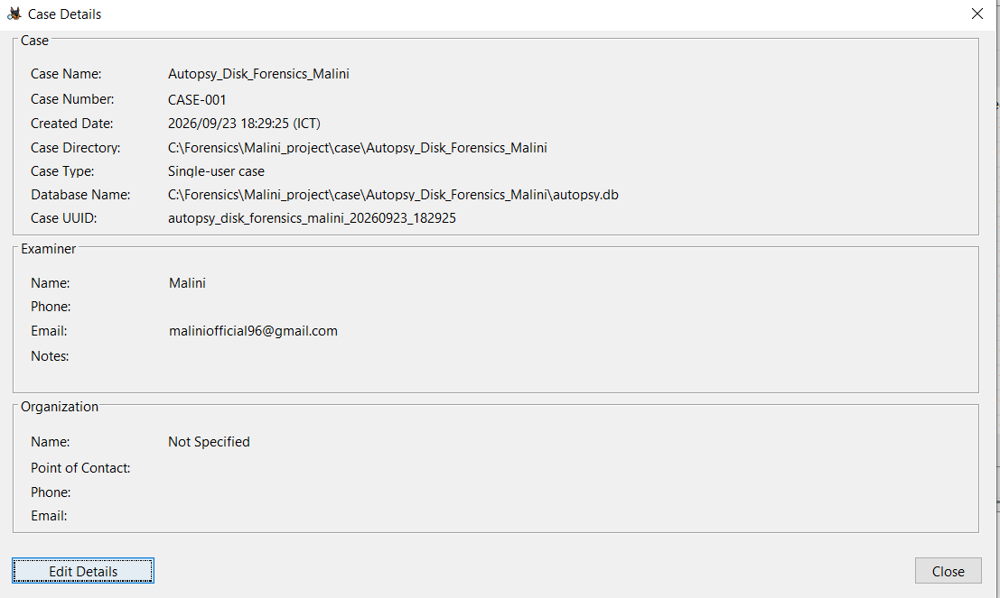 Case Details
Case
Case Name: Autopsy_Disk_Forensics_Malini
Case Number: CASE-001
Created Date: 2026/09/23 18:29:25 (ICT)
Case Directory: C:\Forensics\Malini_project\case\Autopsy_Disk_Forensics_Malini
Case Type: Single-user case
Database Name: C:\Forensics\Malini_project\case\Autopsy_Disk_Forensics_Malini\autopsy.db
Case UUID: autopsy_disk_forensics_malini_20260923_182925
Examiner
Name: Malini
Phone:
Email: maliniofficial96@gmail.com
Notes:
Organization
Name: Not Specified
Point of Contact:
Phone:
Email:
Edit Details Close